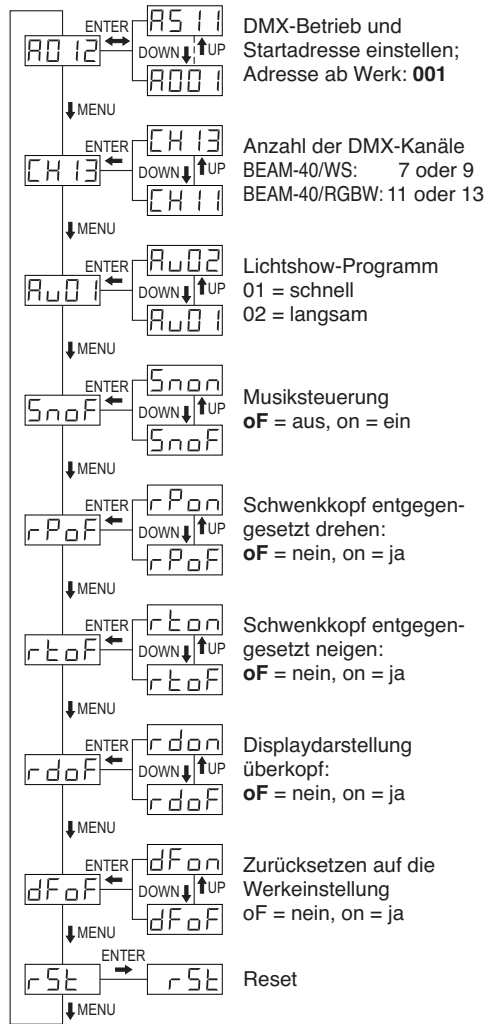 ENTER
AS11
A012
DOWN
UP
A001
DMX-Betrieb und
Startadresse einstellen;
Adresse ab Werk: 001
MENU
ENTER
CH13
CH13
DOWN
UP
CH11
Anzahl der DMX-Kanäle
BEAM-40/WS: 7 oder 9
BEAM-40/RGBW: 11 oder 13
MENU
ENTER
Au02
Au01
DOWN
UP
Au01
Lichtshow-Programm
01 = schnell
02 = langsam
MENU
ENTER
Snon
SnoF
DOWN
UP
SnoF
Musiksteuerung
oF = aus, on = ein
MENU
ENTER
rPon
rPoF
DOWN
UP
rPoF
Schwenkkopf entgegen-
gesetzt drehen:
oF = nein, on = ja
MENU
ENTER
rton
rtoF
DOWN
UP
rtoF
Schwenkkopf entgegen-
gesetzt neigen:
oF = nein, on = ja
MENU
ENTER
rdon
rdoF
DOWN
UP
rdoF
Displaydarstellung
überkopf:
oF = nein, on = ja
MENU
ENTER
dFon
dFoF
DOWN
UP
dFoF
Zurücksetzen auf die
Werkeinstellung
oF = nein, on = ja
MENU
ENTER
rSt
rSt
Reset
MENU